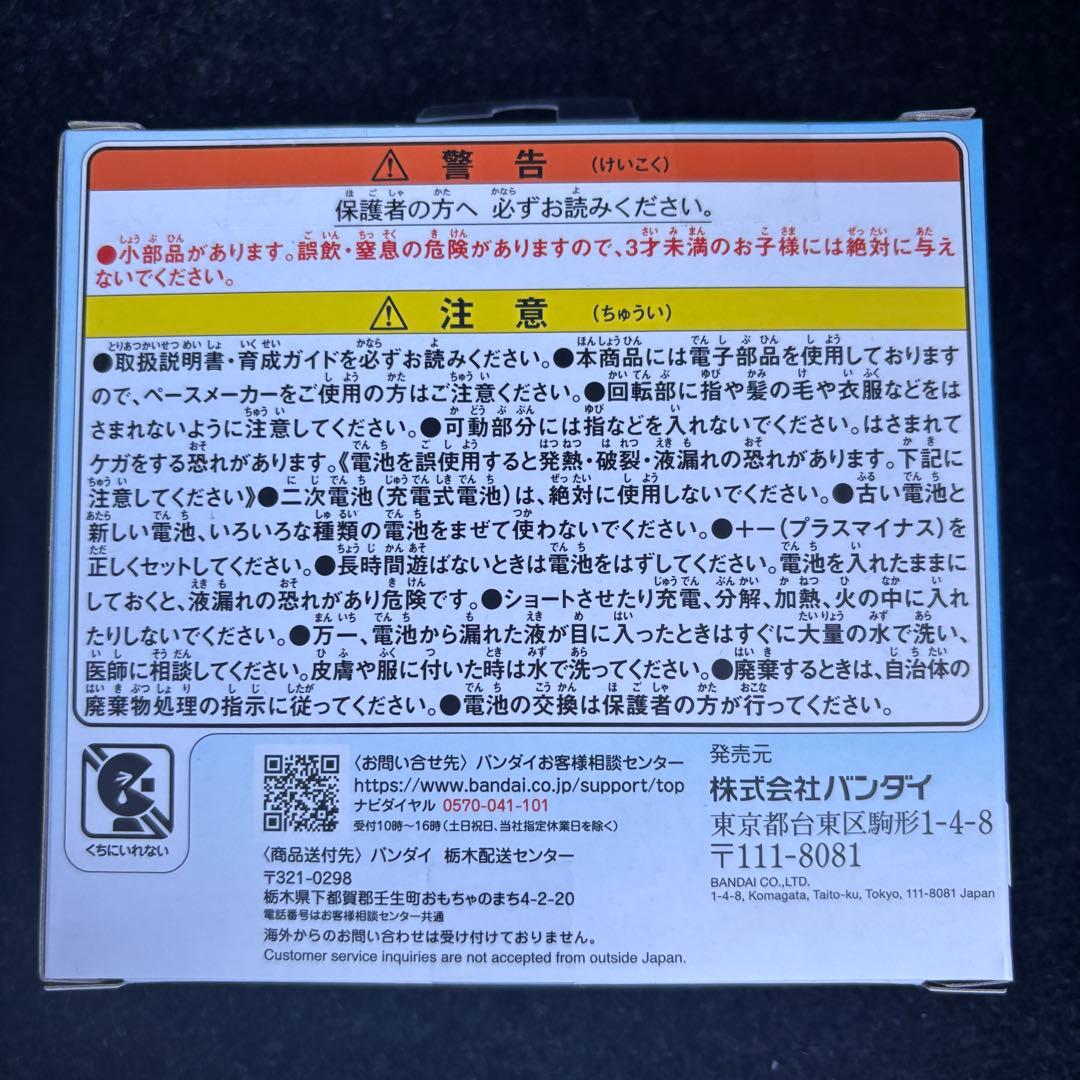 警告 (けいこく)
保護者の方へ 必ずお読みください。
●小部品があります。誤飲・窒息の危険がありますので、3才未満のお子様には絶対に与え
ないでください。
注意 (ちゅうい)
●取扱説明書・育成ガイドを必ずお読みください。●本商品には電子部品を使用しております
ので、ペースメーカーをご使用の方はご注意ください。●回転部に指や髪の毛や衣服などをは
さまれないように注意してください。●可動部分には指などを入れないでください。はさまれて
ケガをする恐れがあります。《電池を誤使用すると発熱・破裂・液漏れの恐れがあります。下記に
注意してください》●二次電池(充電式電池)は、絶対に使用しないでください。●古い電池と
新しい電池、いろいろな種類の電池をまぜて使わないでください。●+-(プラスマイナス)を
正しくセットしてください。●長時間遊ばないときは電池をはずしてください。電池を入れたままに
しておくと、液漏れの恐れがあり危険です。●ショートさせたり充電、分解、加熱、火の中に入れ
たりしないでください。●万一、電池から漏れた液が目に入ったときはすぐに大量の水で洗い、
医師に相談してください。皮膚や服に付いた時は水で洗ってください。●廃棄するときは、自治体の
廃棄物処理の指示に従ってください。●電池の交換は保護者の方が行ってください。
くちにいれない
〈お問い合せ先〉バンダイお客様相談センター
https://www.bandai.co.jp/support/top
ナビダイヤル 0570-041-101
受付10時〜16時(土日祝日、当社指定休業日を除く)
〈商品送付先〉バンダイ 栃木配送センター
〒321-0298
栃木県下都賀郡壬生町おもちゃのまち4-2-20
電話番号はお客様相談センター共通
海外からのお問い合わせは受け付けておりません。
Customer service inquiries are not accepted from outside Japan.
発売元
株式会社バンダイ
東京都台東区駒形1-4-8
〒111-8081
BANDAI CO.,LTD.
1-4-8, Komagata, Taito-ku, Tokyo, 111-8081 Japan